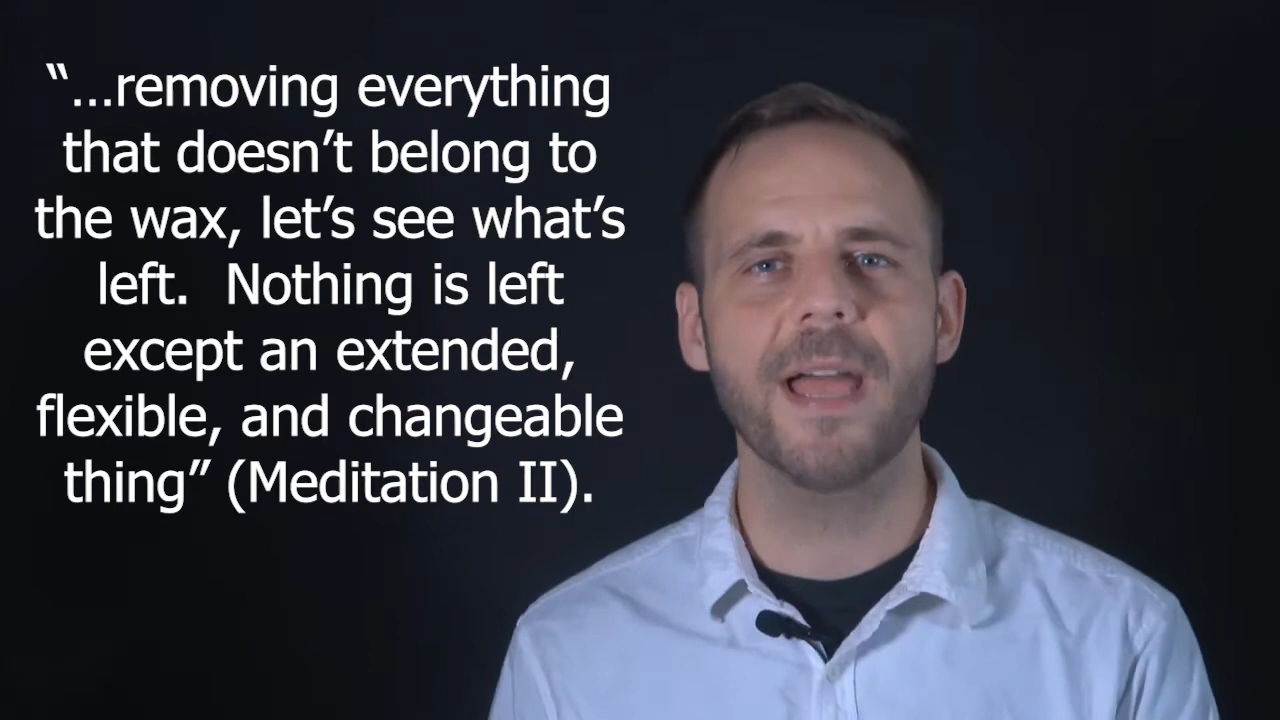 “…removing everything
that doesn’t belong to
the wax, let’s see what’s
left.  Nothing is left
except an extended,
flexible, and changeable
thing” (Meditation II).